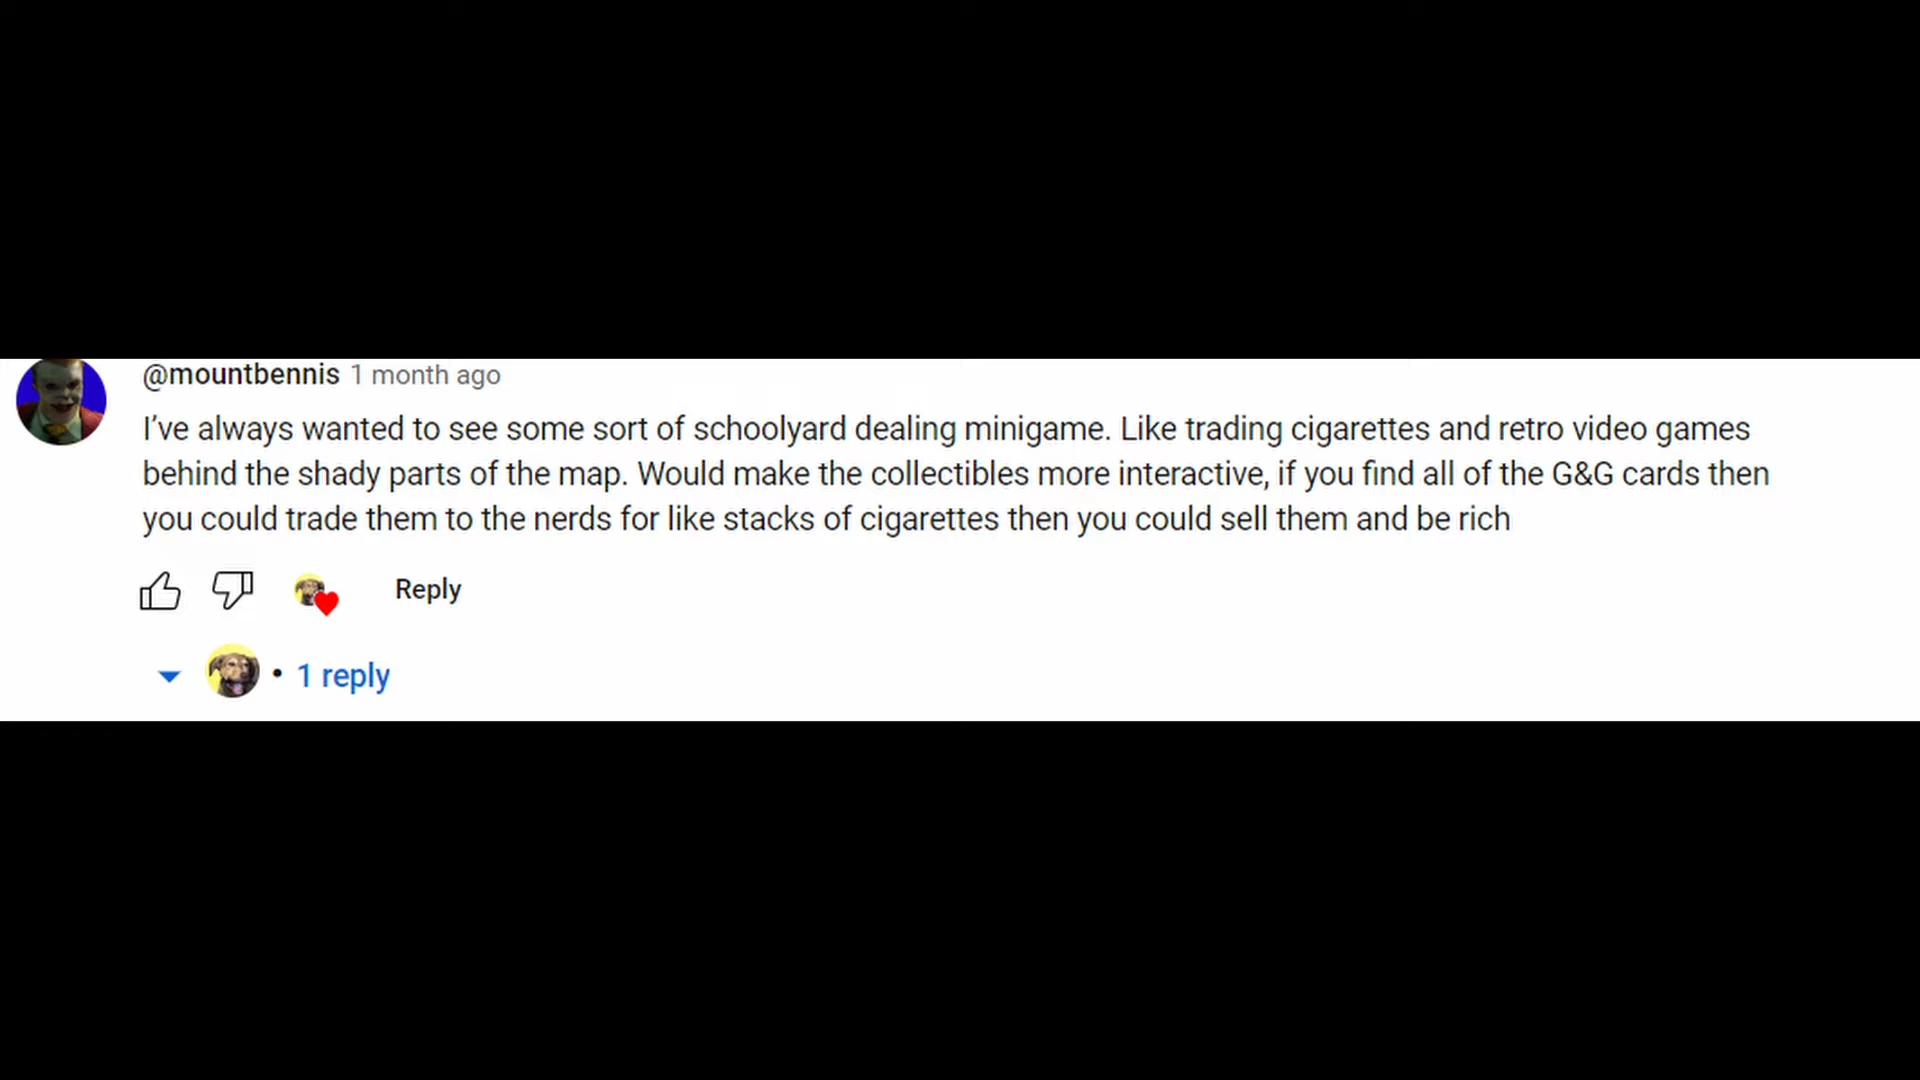 @mountbennis 1 month ago
I’ve always wanted to see some sort of schoolyard dealing minigame. Like trading cigarettes and retro video games
behind the shady parts of the map. Would make the collectibles more interactive, if you find all of the G&G cards then
you could trade them to the nerds for like stacks of cigarettes then you could sell them and be rich
Reply
• 1 reply